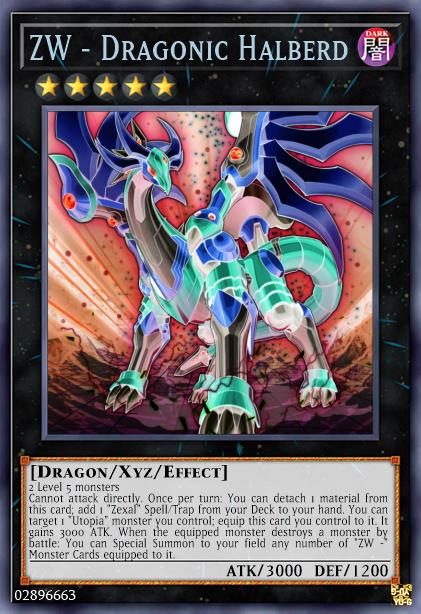 ZW - Dragonic Halberd
DARK
闇
[Dragon/Xyz/Effect]
2 Level 5 monsters
Cannot attack directly. Once per turn: You can detach 1 material from
this card; add 1 "Zexal" Spell/Trap from your Deck to your hand. You can
target 1 "Utopia" monster you control; equip this card you control to it. It
gains 3000 ATK. When the equipped monster destroys a monster by
battle: You can Special Summon to your field any number of "ZW -"
Monster Cards equipped to it.
ATK/3000 DEF/1200
02896663